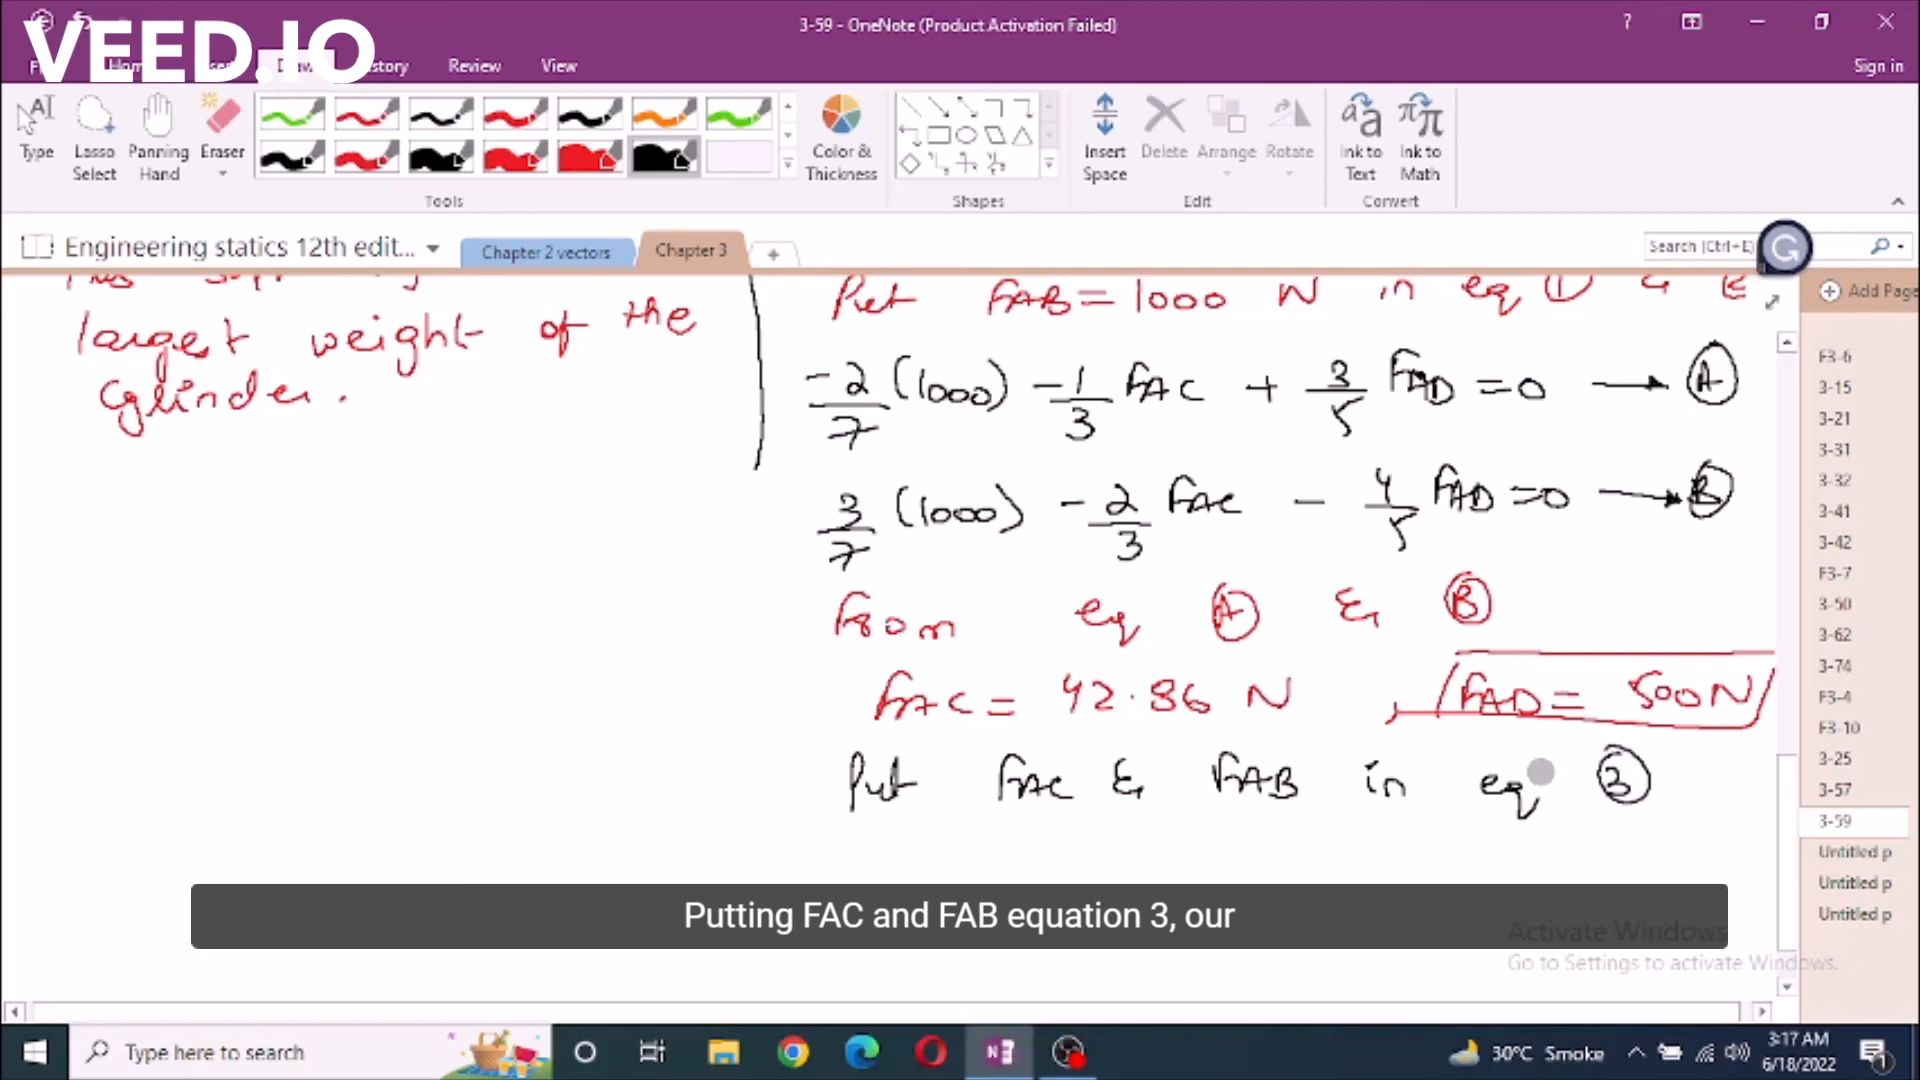 VEED.IO
3-59 - OneNote (Product Activation Failed)
Review View
Sign in
Type
Lasso Select
Panning Hand
Eraser
Color & Thickness
Insert Space
Delete
Arrange
Rotate
Ink to Text
Ink to Math
Tools
Shapes
Edit
Convert
Engineering statics 12th edit...
Chapter 2 vectors
Chapter 3
Search (Ctrl+E)
Add Page
largest weight of the
cylinder.
Put FAB = 1000 N in eq ① &
-2/7 (1000) - 1/3 FAC + 3/5 FAD = 0 → Ⓐ
3/7 (1000) - 2/3 FAC - 4/5 FAD = 0 → Ⓑ
From eq Ⓐ & Ⓑ
FAC = 42.86 N , FAD = 500N
Put FAC & FAB in eq ③
F3-6
3-15
3-21
3-31
3-32
3-41
3-42
F3-7
3-50
3-62
3-74
F3-4
F3-10
3-25
3-57
3-59
Untitled p
Untitled p
Untitled p
Putting FAC and FAB equation 3, our
Activate Windows
Go to Settings to activate Windows.
Type here to search
30°C Smoke
3:17 AM
6/18/2022